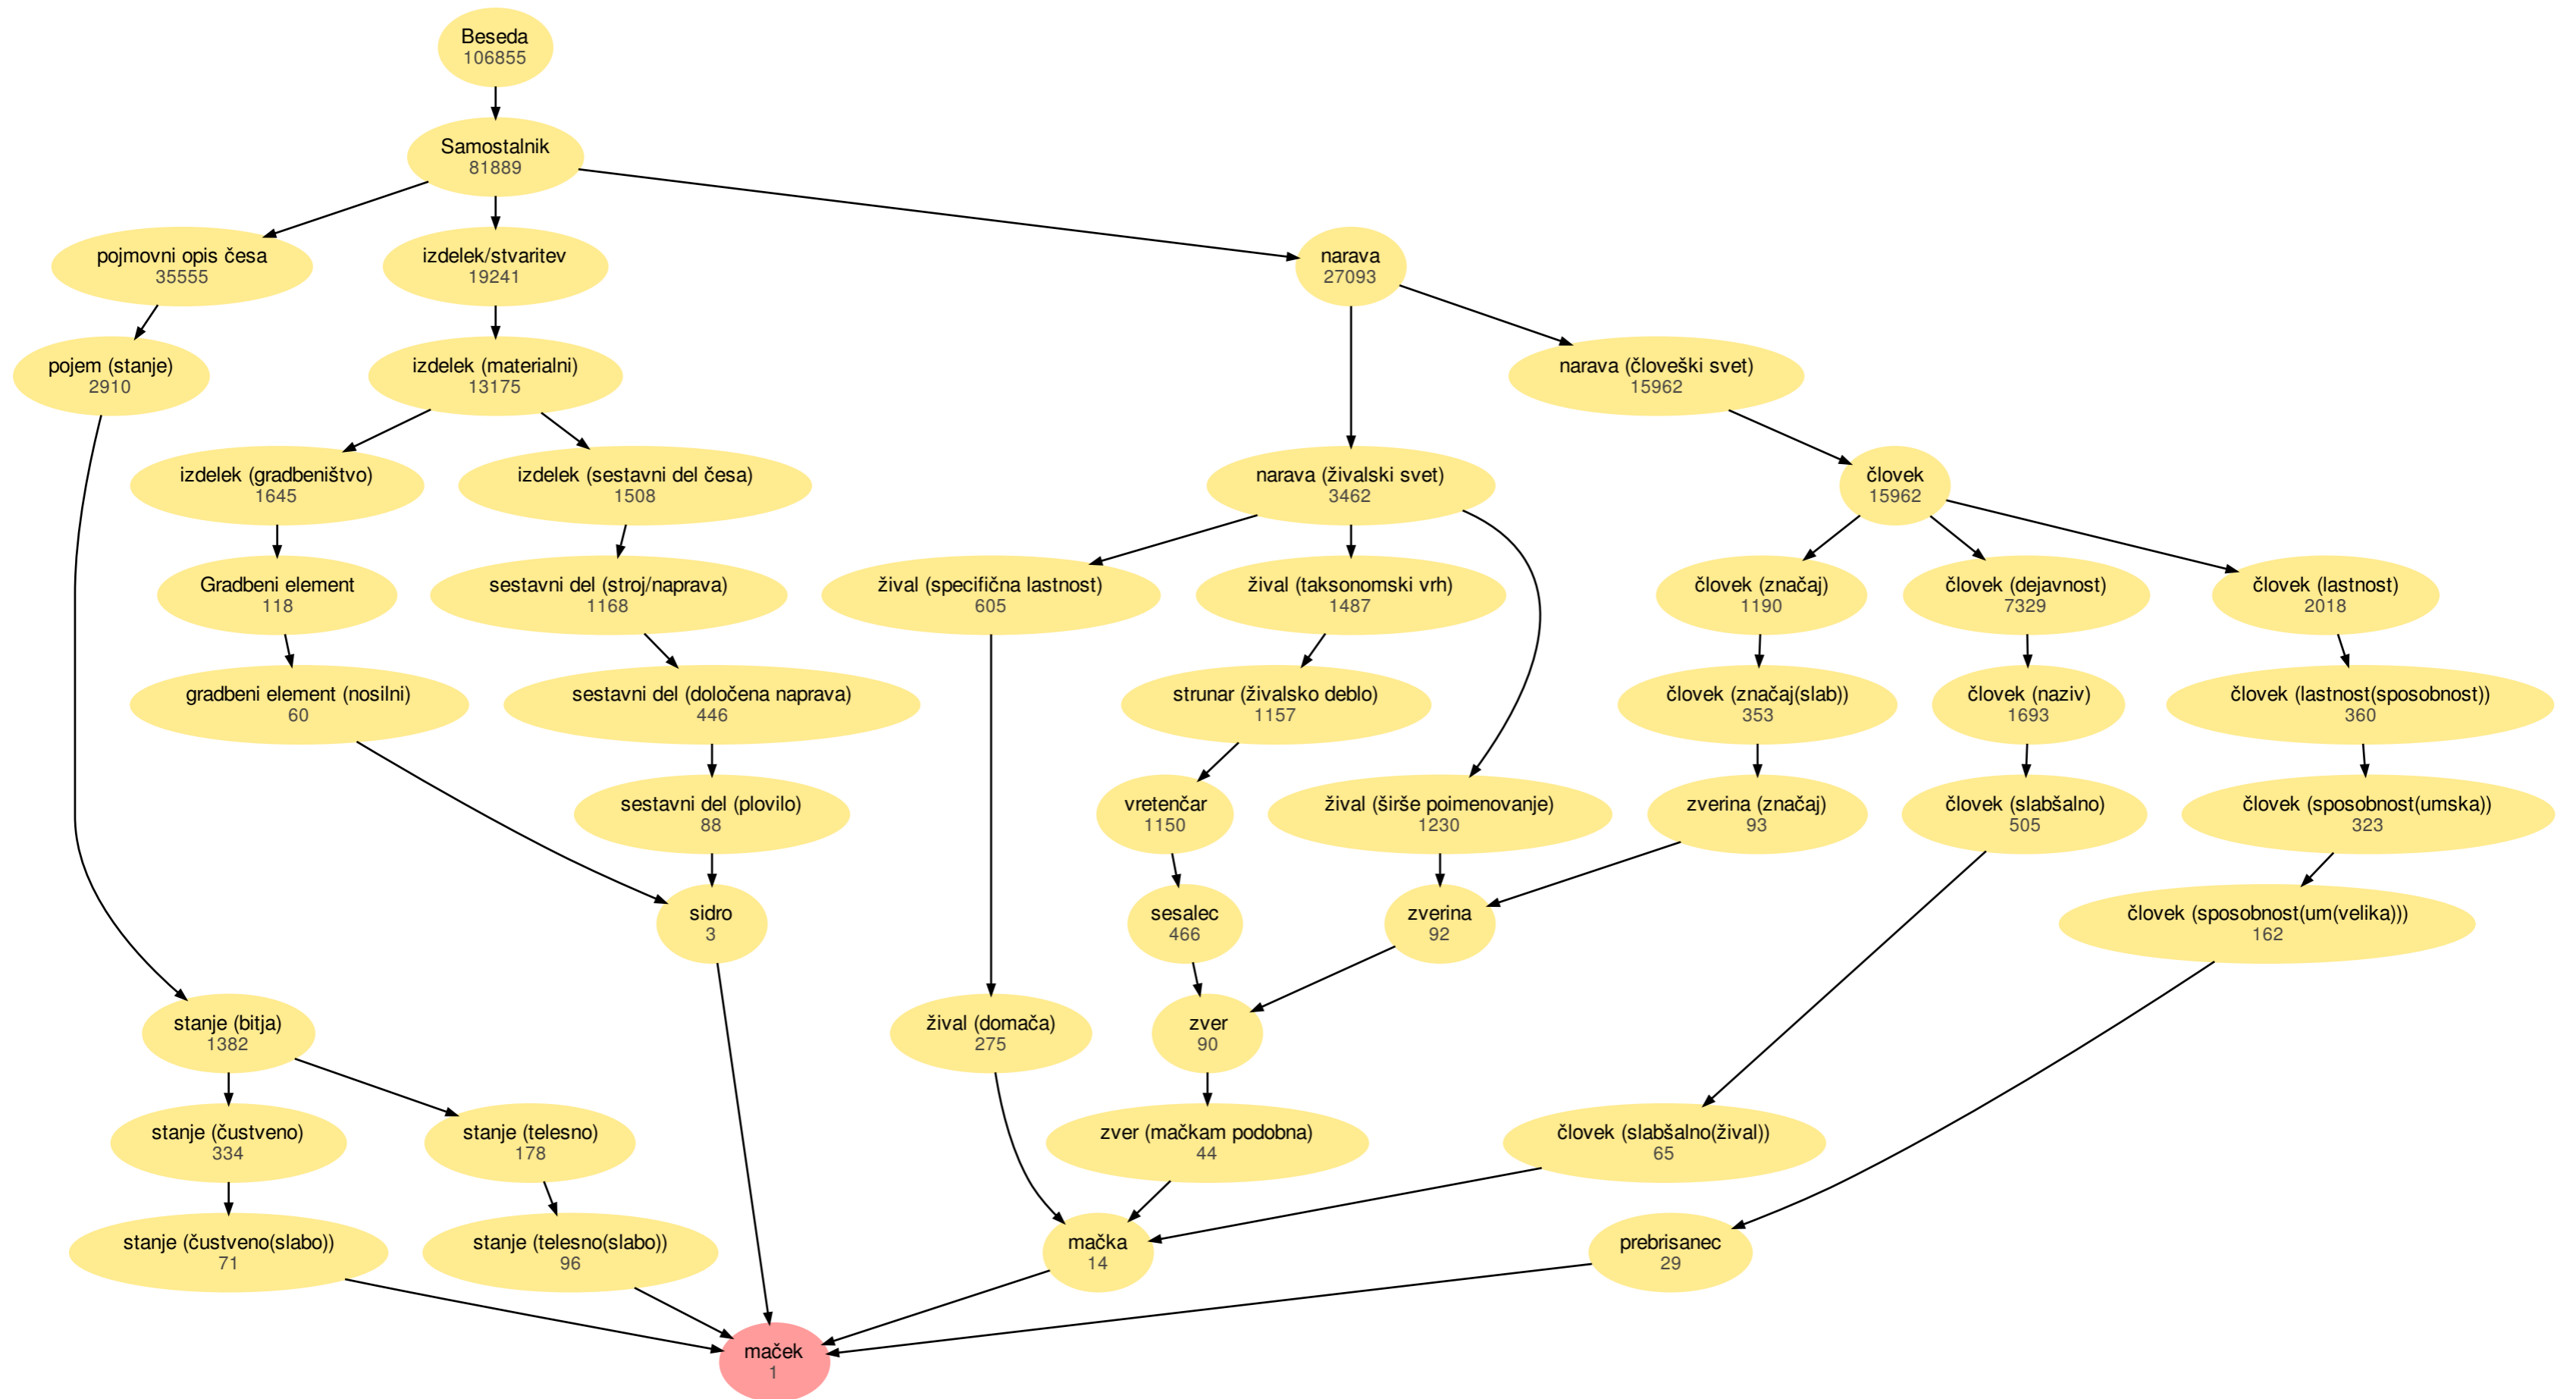 Beseda
106855
Samostalnik
81889
pojmovni opis česa
35555
izdelek/stvaritev
19241
narava
27093
pojem (stanje)
2910
izdelek (materialni)
13175
narava (človeški svet)
15962
izdelek (gradbeništvo)
1645
izdelek (sestavni del česa)
1508
narava (živalski svet)
3462
človek
15962
Gradbeni element
118
sestavni del (stroj/naprava)
1168
žival (specifična lastnost)
605
žival (taksonomski vrh)
1487
človek (značaj)
1190
človek (dejavnost)
7329
človek (lastnost)
2018
gradbeni element (nosilni)
60
sestavni del (določena naprava)
446
strunar (živalsko deblo)
1157
človek (značaj(slab))
353
človek (naziv)
1693
človek (lastnost(sposobnost))
360
sestavni del (plovilo)
88
vretenčar
1150
žival (širše poimenovanje)
1230
zverina (značaj)
93
človek (slabšalno)
505
človek (sposobnost(umska))
323
sidro
3
sesalec
466
zverina
92
človek (sposobnost(um(velika)))
162
stanje (bitja)
1382
žival (domača)
275
zver
90
stanje (čustveno)
334
stanje (telesno)
178
zver (mačkam podobna)
44
človek (slabšalno(žival))
65
stanje (čustveno(slabo))
71
stanje (telesno(slabo))
96
mačka
14
prebrisanec
29
maček
1